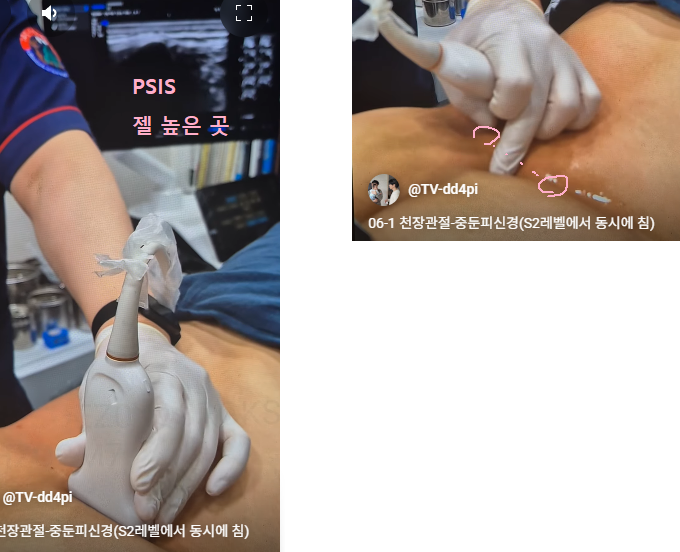 PSIS
젤 높은 곳
@TV-dd4pi
천장관절-중둔피신경(S2레벨에서 동시에 침)
@TV-dd4pi
06-1 천장관절-중둔피신경(S2레벨에서 동시에 침)